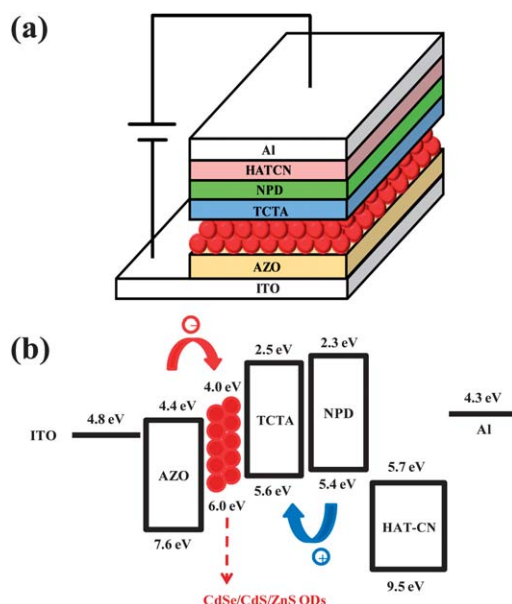 (a)
Al
HATCN
NPD
TCTA
AZO
ITO
(b)
4.8 eV
ITO
4.4 eV
AZO
7.6 eV
4.0 eV
6.0 eV
CdSe/CdS/ZnS QDs
2.5 eV
TCTA
5.6 eV
2.3 eV
NPD
5.4 eV
5.7 eV
HAT-CN
9.5 eV
4.3 eV
Al